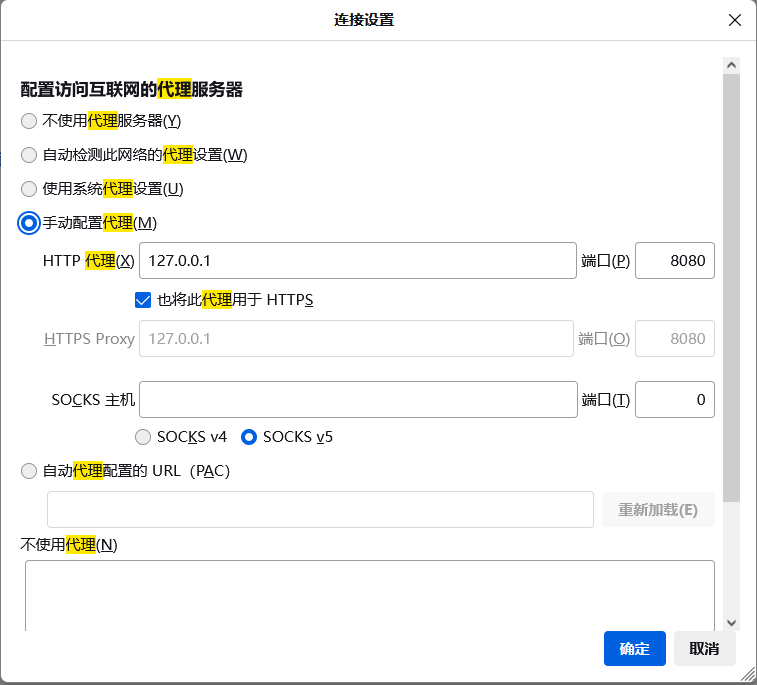 连接设置
配置访问互联网的代理服务器
不使用代理服务器(Y)
自动检测此网络的代理设置(W)
使用系统代理设置(U)
手动配置代理(M)
HTTP 代理(X) 127.0.0.1 端口(P) 8080
也将此代理用于 HTTPS
HTTPS Proxy 127.0.0.1 端口(O) 8080
SOCKS 主机 端口(T) 0
SOCKS v4 SOCKS v5
自动代理配置的 URL（PAC）
重新加载(E)
不使用代理(N)
确定 取消